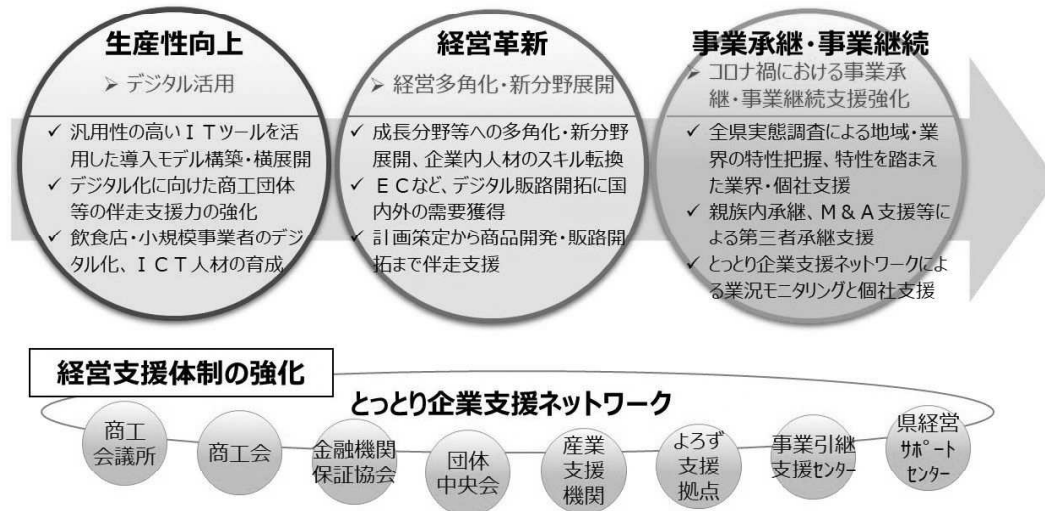 生産性向上
➢ デジタル活用
✓ 汎用性の高いＩＴツールを活
用した導入モデル構築・横展開
✓ デジタル化に向けた商工団体
等の伴走支援力の強化
✓ 飲食店・小規模事業者のデジ
タル化、ＩＣＴ人材の育成
経営革新
➢ 経営多角化・新分野展開
✓ 成長分野等への多角化・新分野
展開、企業内人材のスキル転換
✓ ＥＣなど、デジタル販路開拓に国
内外の需要獲得
✓ 計画策定から商品開発・販路開
拓まで伴走支援
事業承継・事業継続
➢ コロナ禍における事業承
継・事業継続支援強化
✓ 全県実態調査による地域・業
界の特性把握、特性を踏まえ
た業界・個社支援
✓ 親族内承継、Ｍ＆Ａ支援等に
よる第三者承継支援
✓ とっとり企業支援ネットワークによ
る業況モニタリングと個社支援
経営支援体制の強化
とっとり企業支援ネットワーク
商工
会議所
商工会
金融機関
保証協会
団体
中央会
産業
支援
機関
よろず
支援
拠点
事業引継
支援センター
県経営
サポート
センター